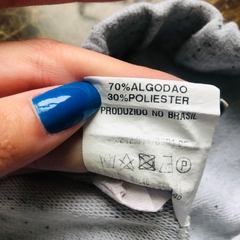 70%ALGODAO
30%POLIESTER
PRODUZIDO NO BRASIL